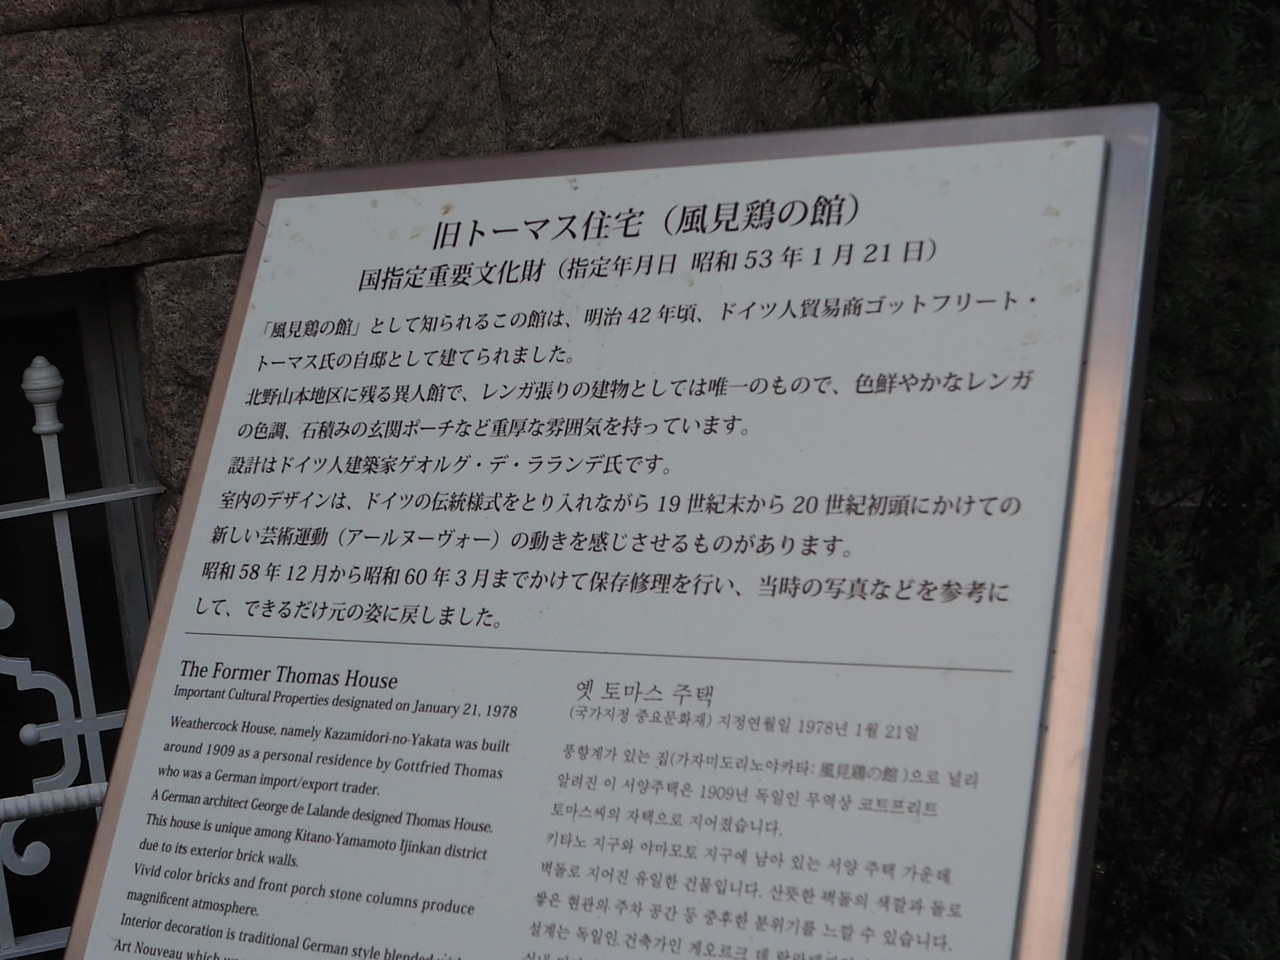 旧トーマス住宅（風見鶏の館）
国指定重要文化財（指定年月日 昭和 53 年 1 月 21 日）
「風見鶏の館」として知られるこの館は、明治 42 年頃、ドイツ人貿易商ゴットフリート・
トーマス氏の自邸として建てられました。
北野山本地区に残る異人館で、レンガ張りの建物としては唯一のもので、色鮮やかなレンガ
の色調、石積みの玄関ポーチなど重厚な雰囲気を持っています。
設計はドイツ人建築家ゲオルグ・デ・ラランデ氏です。
室内のデザインは、ドイツの伝統様式をとり入れながら 19 世紀末から 20 世紀初頭にかけての
新しい芸術運動（アールヌーヴォー）の動きを感じさせるものがあります。
昭和 58 年 12 月から昭和 60 年 3 月までかけて保存修理を行い、当時の写真などを参考に
して、できるだけ元の姿に戻しました。
The Former Thomas House
Important Cultural Properties designated on January 21, 1978
Weathercock House, namely Kazamidori-no-Yakata was built
around 1909 as a personal residence by Gottfried Thomas
who was a German import/export trader.
A German architect George de Lalande designed Thomas House.
This house is unique among Kitano-Yamamoto Ijinkan district
due to its exterior brick walls.
Vivid color bricks and front porch stone columns produce
magnificent atmosphere.
Interior decoration is traditional German style blended with
Art Nouveau which
옛 토마스 주택
(국가지정 중요문화재) 지정연월일 1978년 1월 21일
풍향계가 있는 집(가자미도리노야카타: 風見鶏の館)으로 널리
알려진 이 서양주택은 1909년 독일인 무역상 코트프리트
토마스씨의 자택으로 지어졌습니다.
키타노 지구와 야마모토 지구에 남아 있는 서양 주택 가운데
벽돌로 지어진 유일한 건물입니다. 산뜻한 벽돌의 색깔과 돌로
쌓은 현관의 주차 공간 등 중후한 분위기를 느낄 수 있습니다.
설계는 독일인 건축가인 게오르크 데